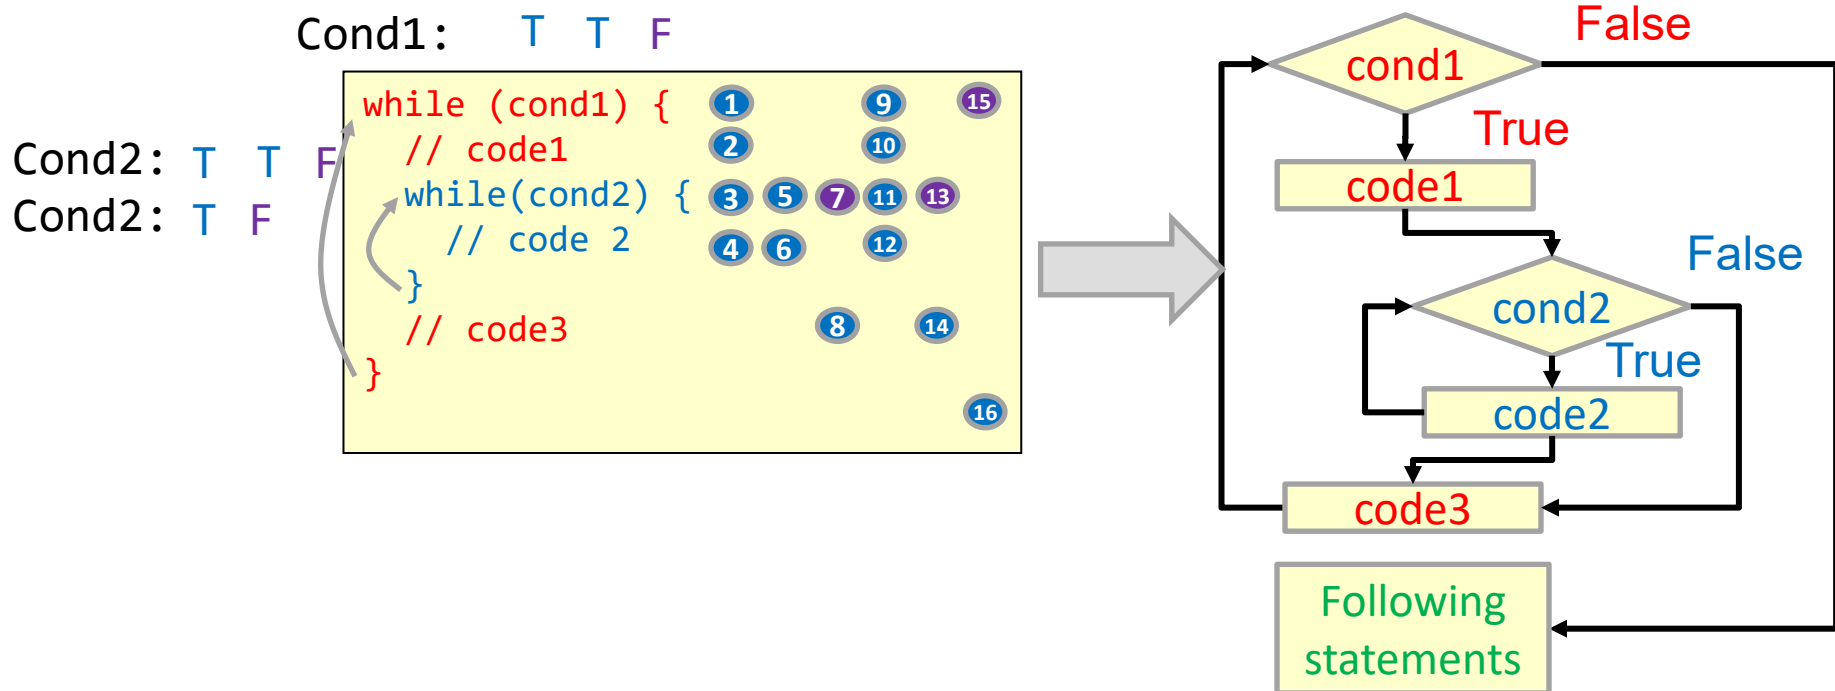 Cond1: T T F
Cond2: T T F
Cond2: T F
while (cond1) { 1 9 15
// code1 2 10
while(cond2) { 3 5 7 11 13
// code 2 4 6 12
}
// code3 8 14
}
16
cond1
False
True
code1
cond2
False
True
code2
code3
Following
statements